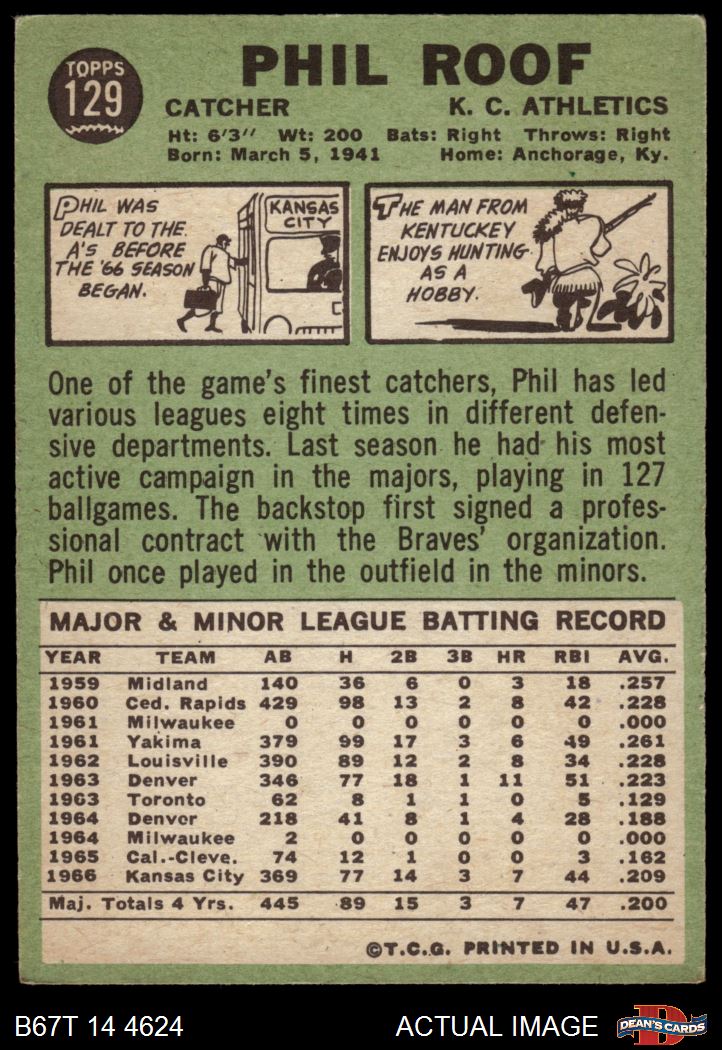 TOPPS
129
PHIL ROOF
CATCHER K. C. ATHLETICS
Ht: 6'3" Wt: 200 Bats: Right Throws: Right
Born: March 5, 1941 Home: Anchorage, Ky.
PHIL WAS
DEALT TO THE
A'S BEFORE
THE '66 SEASON
BEGAN.
KANSAS
CITY
THE MAN FROM
KENTUCKEY
ENJOYS HUNTING
AS A
HOBBY.
One of the game's finest catchers, Phil has led
various leagues eight times in different defen-
sive departments. Last season he had his most
active campaign in the majors, playing in 127
ballgames. The backstop first signed a profes-
sional contract with the Braves' organization.
Phil once played in the outfield in the minors.
MAJOR & MINOR LEAGUE BATTING RECORD
YEAR TEAM AB H 2B 3B HR RBI AVG.
1959 Midland 140 36 6 0 3 18 .257
1960 Ced. Rapids 429 98 13 2 8 42 .228
1961 Milwaukee 0 0 0 0 0 0 .000
1961 Yakima 379 99 17 3 6 49 .261
1962 Louisville 390 89 12 2 8 34 .228
1963 Denver 346 77 18 1 11 51 .223
1963 Toronto 62 8 1 1 0 5 .129
1964 Denver 218 41 8 1 4 28 .188
1964 Milwaukee 2 0 0 0 0 0 .000
1965 Cal.-Cleve. 74 12 1 0 0 3 .162
1966 Kansas City 369 77 14 3 7 44 .209
Maj. Totals 4 Yrs. 445 89 15 3 7 47 .200
©T.C.G. PRINTED IN U.S.A.
B67T 14 4624 ACTUAL IMAGE DEAN'S CARDS